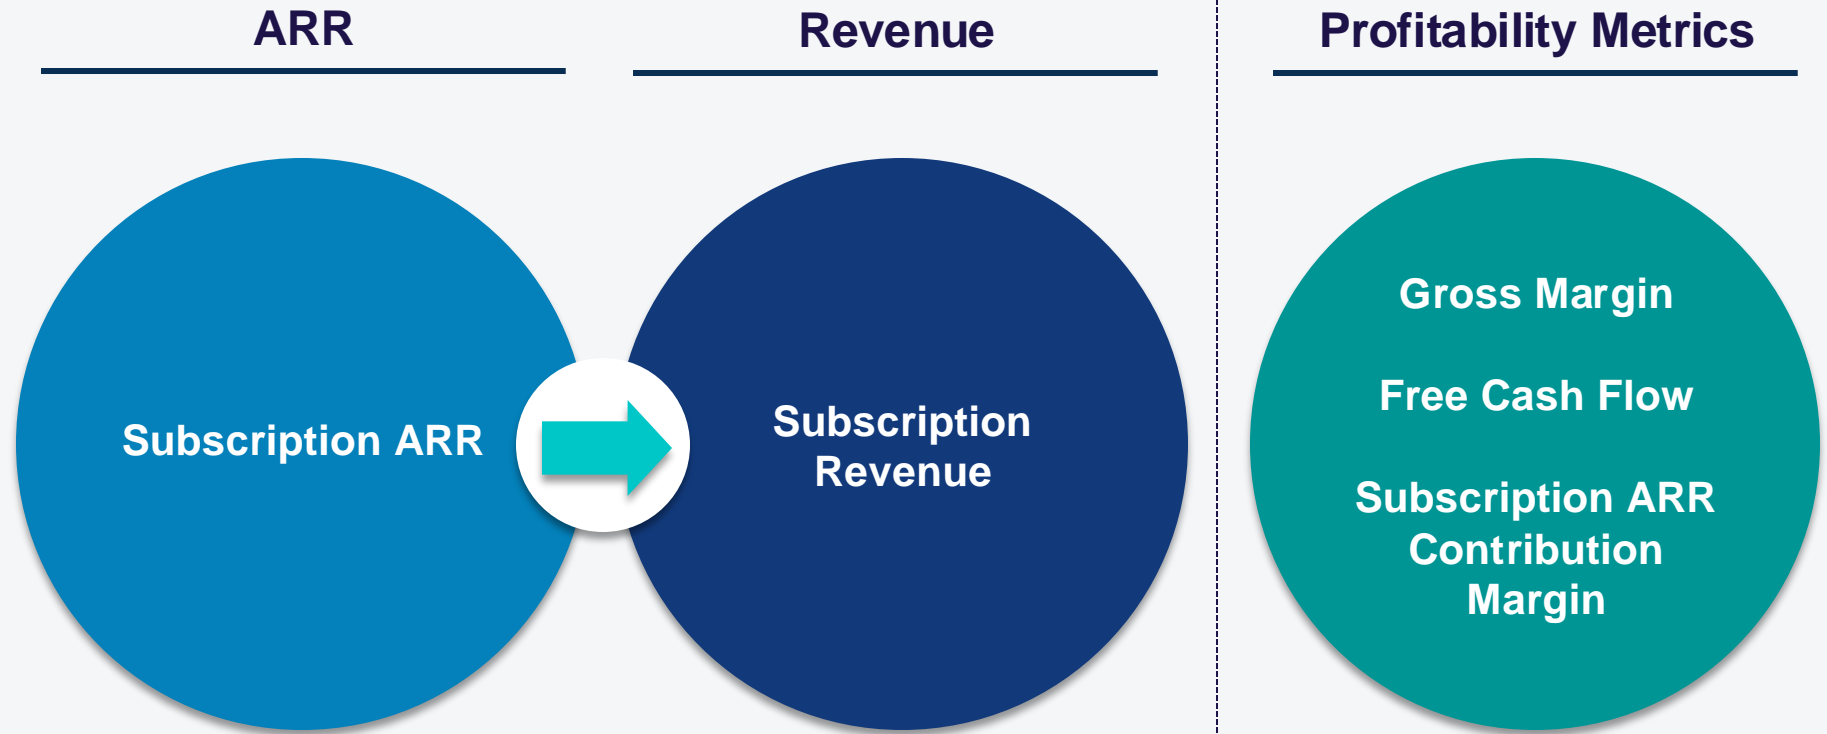 ARR
Revenue
Profitability Metrics
Subscription ARR
Subscription
Revenue
Gross Margin
Free Cash Flow
Subscription ARR
Contribution
Margin